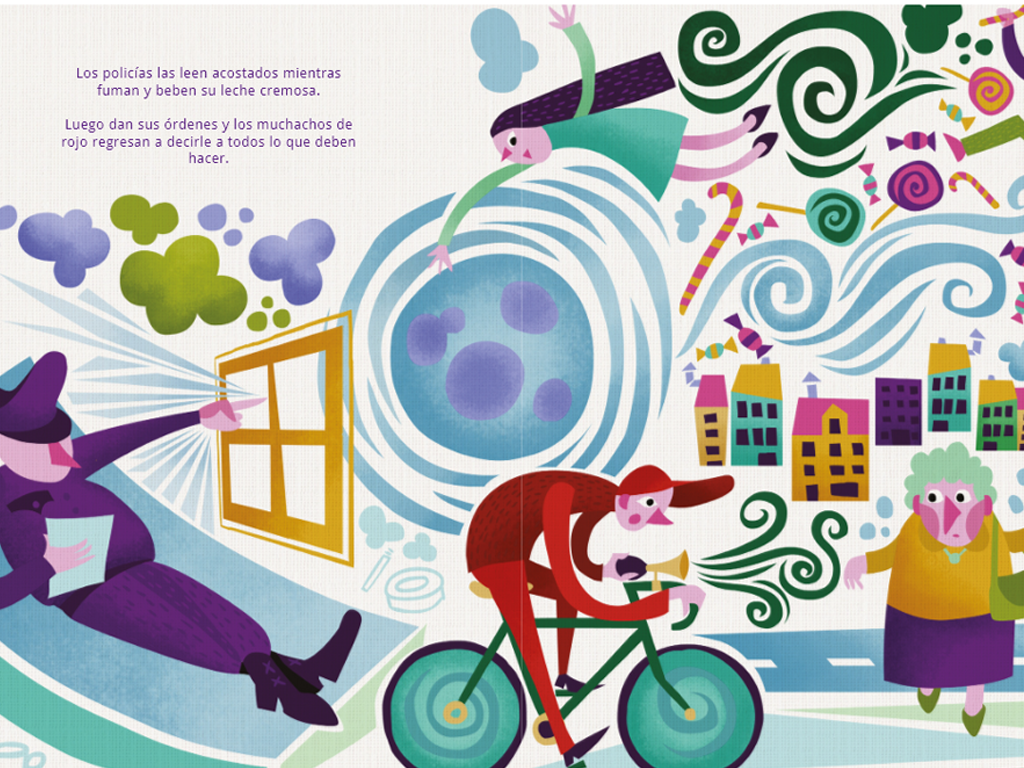 Los policías las leen acostados mientras
fuman y beben su leche cremosa.
Luego dan sus órdenes y los muchachos de
rojo regresan a decirle a todos lo que deben
hacer.